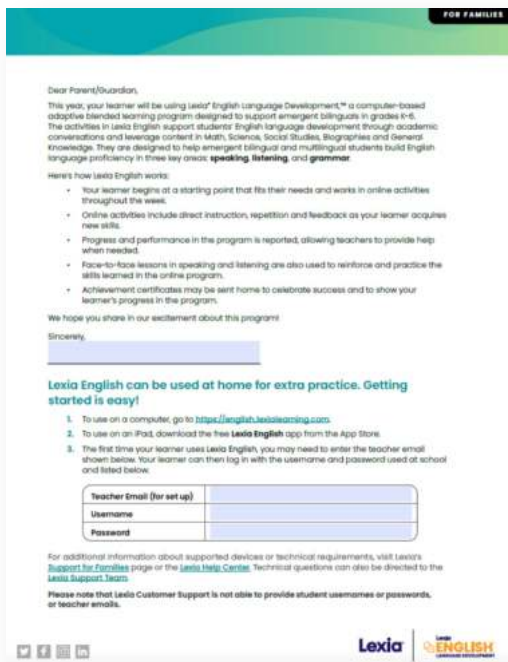 FOR FAMILIES
Dear Parent/Guardian,
This year, your learner will be using Lexia® English Language Development,™ a computer-based
adaptive blended learning program designed to support emergent bilinguals in grades K-6.
The activities in Lexia English support students' English language development through academic
conversations and leverage content in Math, Science, Social Studies, Biographies and General
Knowledge. They are designed to help emergent bilingual and multilingual students build English
language proficiency in three key areas: speaking, listening, and grammar.
Here's how Lexia English works:
• Your learner begins at a starting point that fits their needs and works in online activities
throughout the week.
• Online activities include direct instruction, repetition and feedback as your learner acquires
new skills.
• Progress and performance in the program is reported, allowing teachers to provide help
when needed.
• Face-to-face lessons in speaking and listening are also used to reinforce and practice the
skills learned in the online program.
• Achievement certificates may be sent home to celebrate success and to show your
learner's progress in the program.
We hope you share in our excitement about this program!
Sincerely,
Lexia English can be used at home for extra practice. Getting
started is easy!
1. To use on a computer, go to https://english.lexialearning.com.
2. To use on an iPad, download the free Lexia English app from the App Store.
3. The first time your learner uses Lexia English, you may need to enter the teacher email
shown below. Your learner can then log in with the username and password used at school
and listed below.
Teacher Email (for set up)
Username
Password
For additional information about supported devices or technical requirements, visit Lexia's
Support for Families page or the Lexia Help Center. Technical questions can also be directed to the
Lexia Support Team.
Please note that Lexia Customer Support is not able to provide student usernames or passwords,
or teacher emails.
Lexia
Lexia
ENGLISH
LANGUAGE DEVELOPMENT